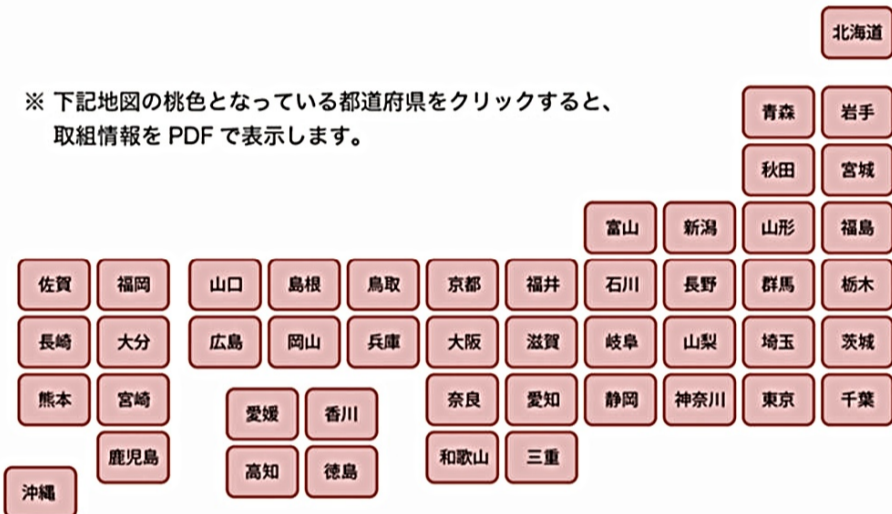 北海道
※ 下記地図の桃色となっている都道府県をクリックすると、
取組情報を PDF で表示します。
青森 岩手
秋田 宮城
富山 新潟 山形 福島
佐賀 福岡 山口 島根 鳥取 京都 福井 石川 長野 群馬 栃木
長崎 大分 広島 岡山 兵庫 大阪 滋賀 岐阜 山梨 埼玉 茨城
熊本 宮崎 愛媛 香川 奈良 愛知 静岡 神奈川 東京 千葉
鹿児島 高知 徳島 和歌山 三重
沖縄